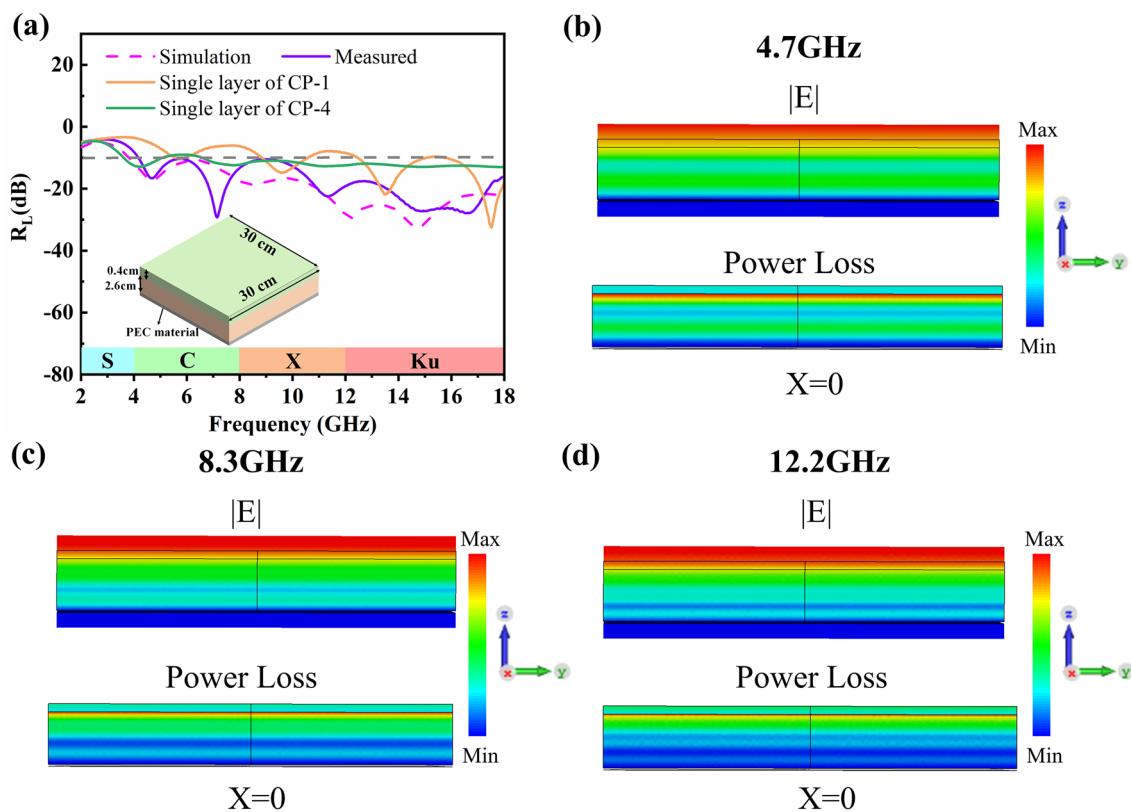 (a)
20
0
-20
-40
-60
-80
R_L(dB)
Simulation
Measured
Single layer of CP-1
Single layer of CP-4
30 cm
30 cm
0.4cm
2.6cm
PEC material
S C X Ku
2 4 6 8 10 12 14 16 18
Frequency (GHz)
(b)
4.7GHz
|E|
Max
Min
z
x y
Power Loss
X=0
(c)
8.3GHz
|E|
Max
Min
z
x y
Power Loss
X=0
(d)
12.2GHz
|E|
Max
Min
z
x y
Power Loss
X=0